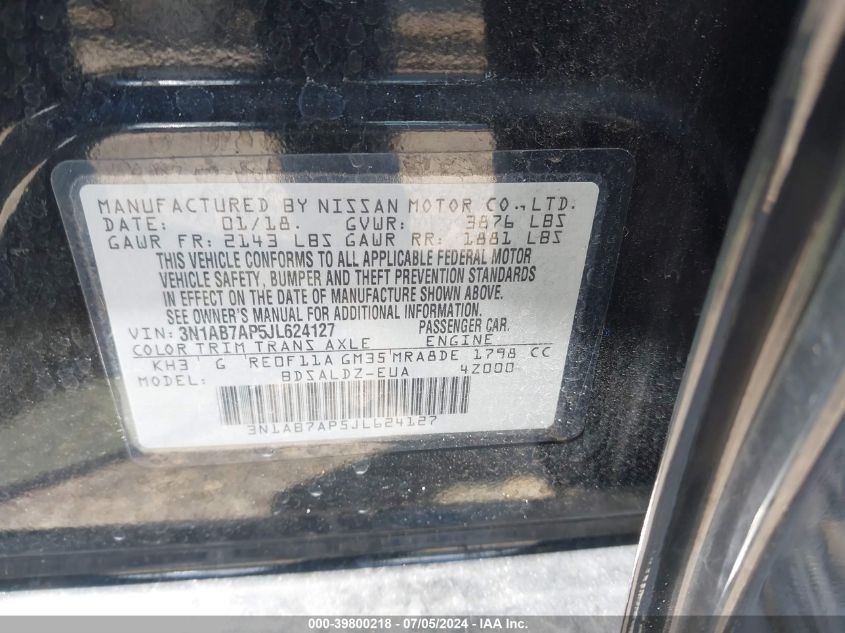 MANUFACTURED BY NISSAN MOTOR CO., LTD.
DATE: 01/18. GVWR: 3876 LBS
GAWR FR: 2143 LBS GAWR RR: 1881 LBS
THIS VEHICLE CONFORMS TO ALL APPLICABLE FEDERAL MOTOR
VEHICLE SAFETY, BUMPER AND THEFT PREVENTION STANDARDS
IN EFFECT ON THE DATE OF MANUFACTURE SHOWN ABOVE.
SEE OWNER'S MANUAL FOR ADDITIONAL INFORMATION.
VIN: 3N1AB7AP5JL624127 PASSENGER CAR.
COLOR TRIM TRANS AXLE ENGINE
KH3 G RE0F11A GM35 MRA8DE 1798 CC
MODEL: BDSALDZ-EUA 4Z000
3N1AB7AP5JL624127
000-39800218 - 07/05/2024 - IAA Inc.